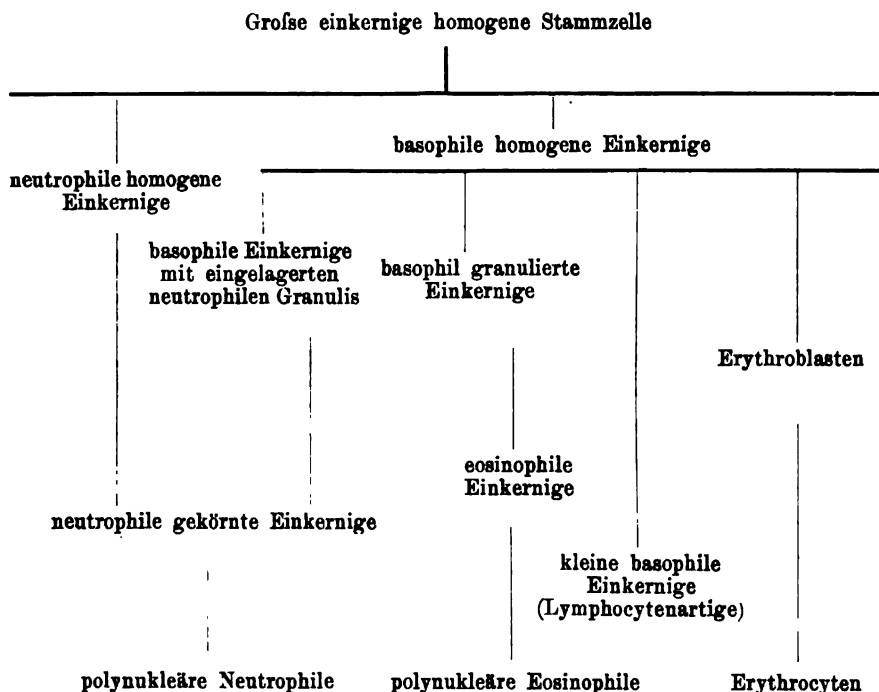 Große einkernige homogene Stammzelle
basophile homogene Einkernige
neutrophile homogene
Einkernige
basophile Einkernige
mit eingelagerten
neutrophilen Granulis
basophil granulierte
Einkernige
Erythroblasten
eosinophile
Einkernige
neutrophile gekörnte Einkernige
kleine basophile
Einkernige
(Lymphocytenartige)
polynukleäre Neutrophile
polynukleäre Eosinophile
Erythrocyten